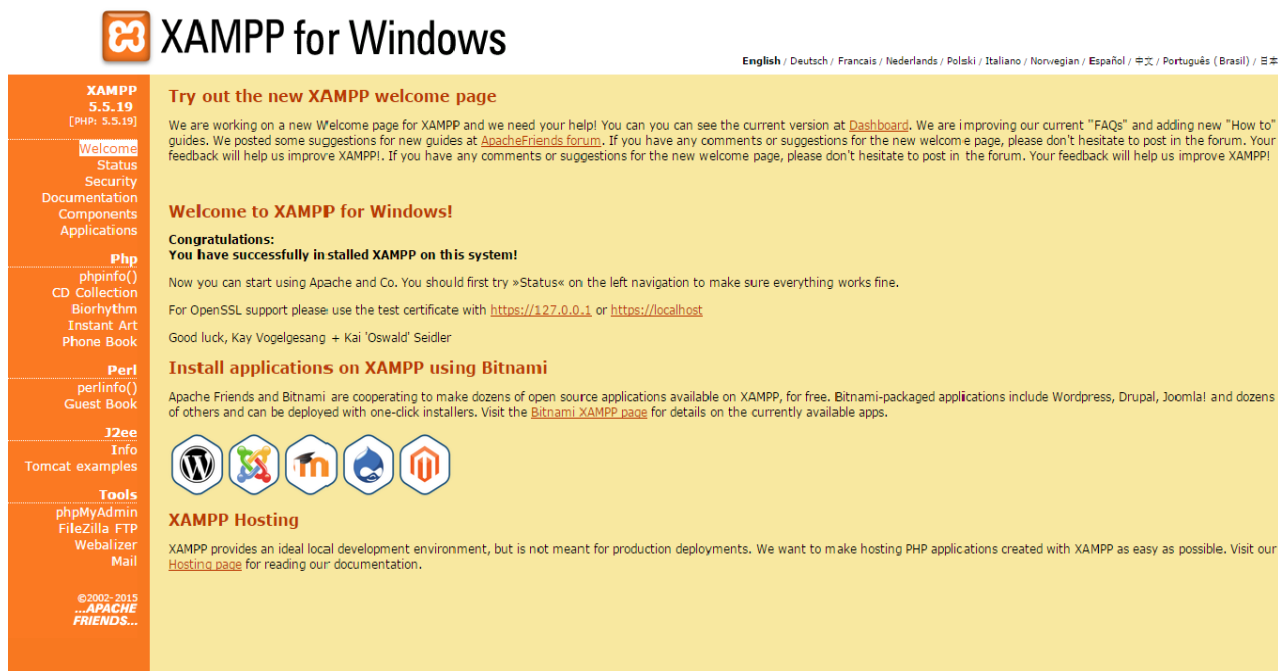 XAMPP for Windows
English / Deutsch / Francais / Nederlands / Polski / Italiano / Norwegian / Español / 中文 / Português (Brasil) / 日本
XAMPP
5.5.19
[PHP: 5.5.19]
Welcome
Status
Security
Documentation
Components
Applications
Php
phpinfo()
CD Collection
Biorhythm
Instant Art
Phone Book
Perl
perlinfo()
Guest Book
J2ee
Info
Tomcat examples
Tools
phpMyAdmin
FileZilla FTP
Webalizer
Mail
©2002-2015
...APACHE
FRIENDS...
Try out the new XAMPP welcome page
We are working on a new Welcome page for XAMPP and we need your help! You can you can see the current version at Dashboard. We are improving our current "FAQs" and adding new "How to"
guides. We posted some suggestions for new guides at ApacheFriends forum. If you have any comments or suggestions for the new welcome page, please don't hesitate to post in the forum. Your
feedback will help us improve XAMPP!. If you have any comments or suggestions for the new welcome page, please don't hesitate to post in the forum. Your feedback will help us improve XAMPP!
Welcome to XAMPP for Windows!
Congratulations:
You have successfully installed XAMPP on this system!
Now you can start using Apache and Co. You should first try »Status« on the left navigation to make sure everything works fine.
For OpenSSL support please use the test certificate with https://127.0.0.1 or https://localhost
Good luck, Kay Vogelgesang + Kai 'Oswald' Seidler
Install applications on XAMPP using Bitnami
Apache Friends and Bitnami are cooperating to make dozens of open source applications available on XAMPP, for free. Bitnami-packaged applications include Wordpress, Drupal, Joomla! and dozens
of others and can be deployed with one-click installers. Visit the Bitnami XAMPP page for details on the currently available apps.
XAMPP Hosting
XAMPP provides an ideal local development environment, but is not meant for production deployments. We want to make hosting PHP applications created with XAMPP as easy as possible. Visit our
Hosting page for reading our documentation.